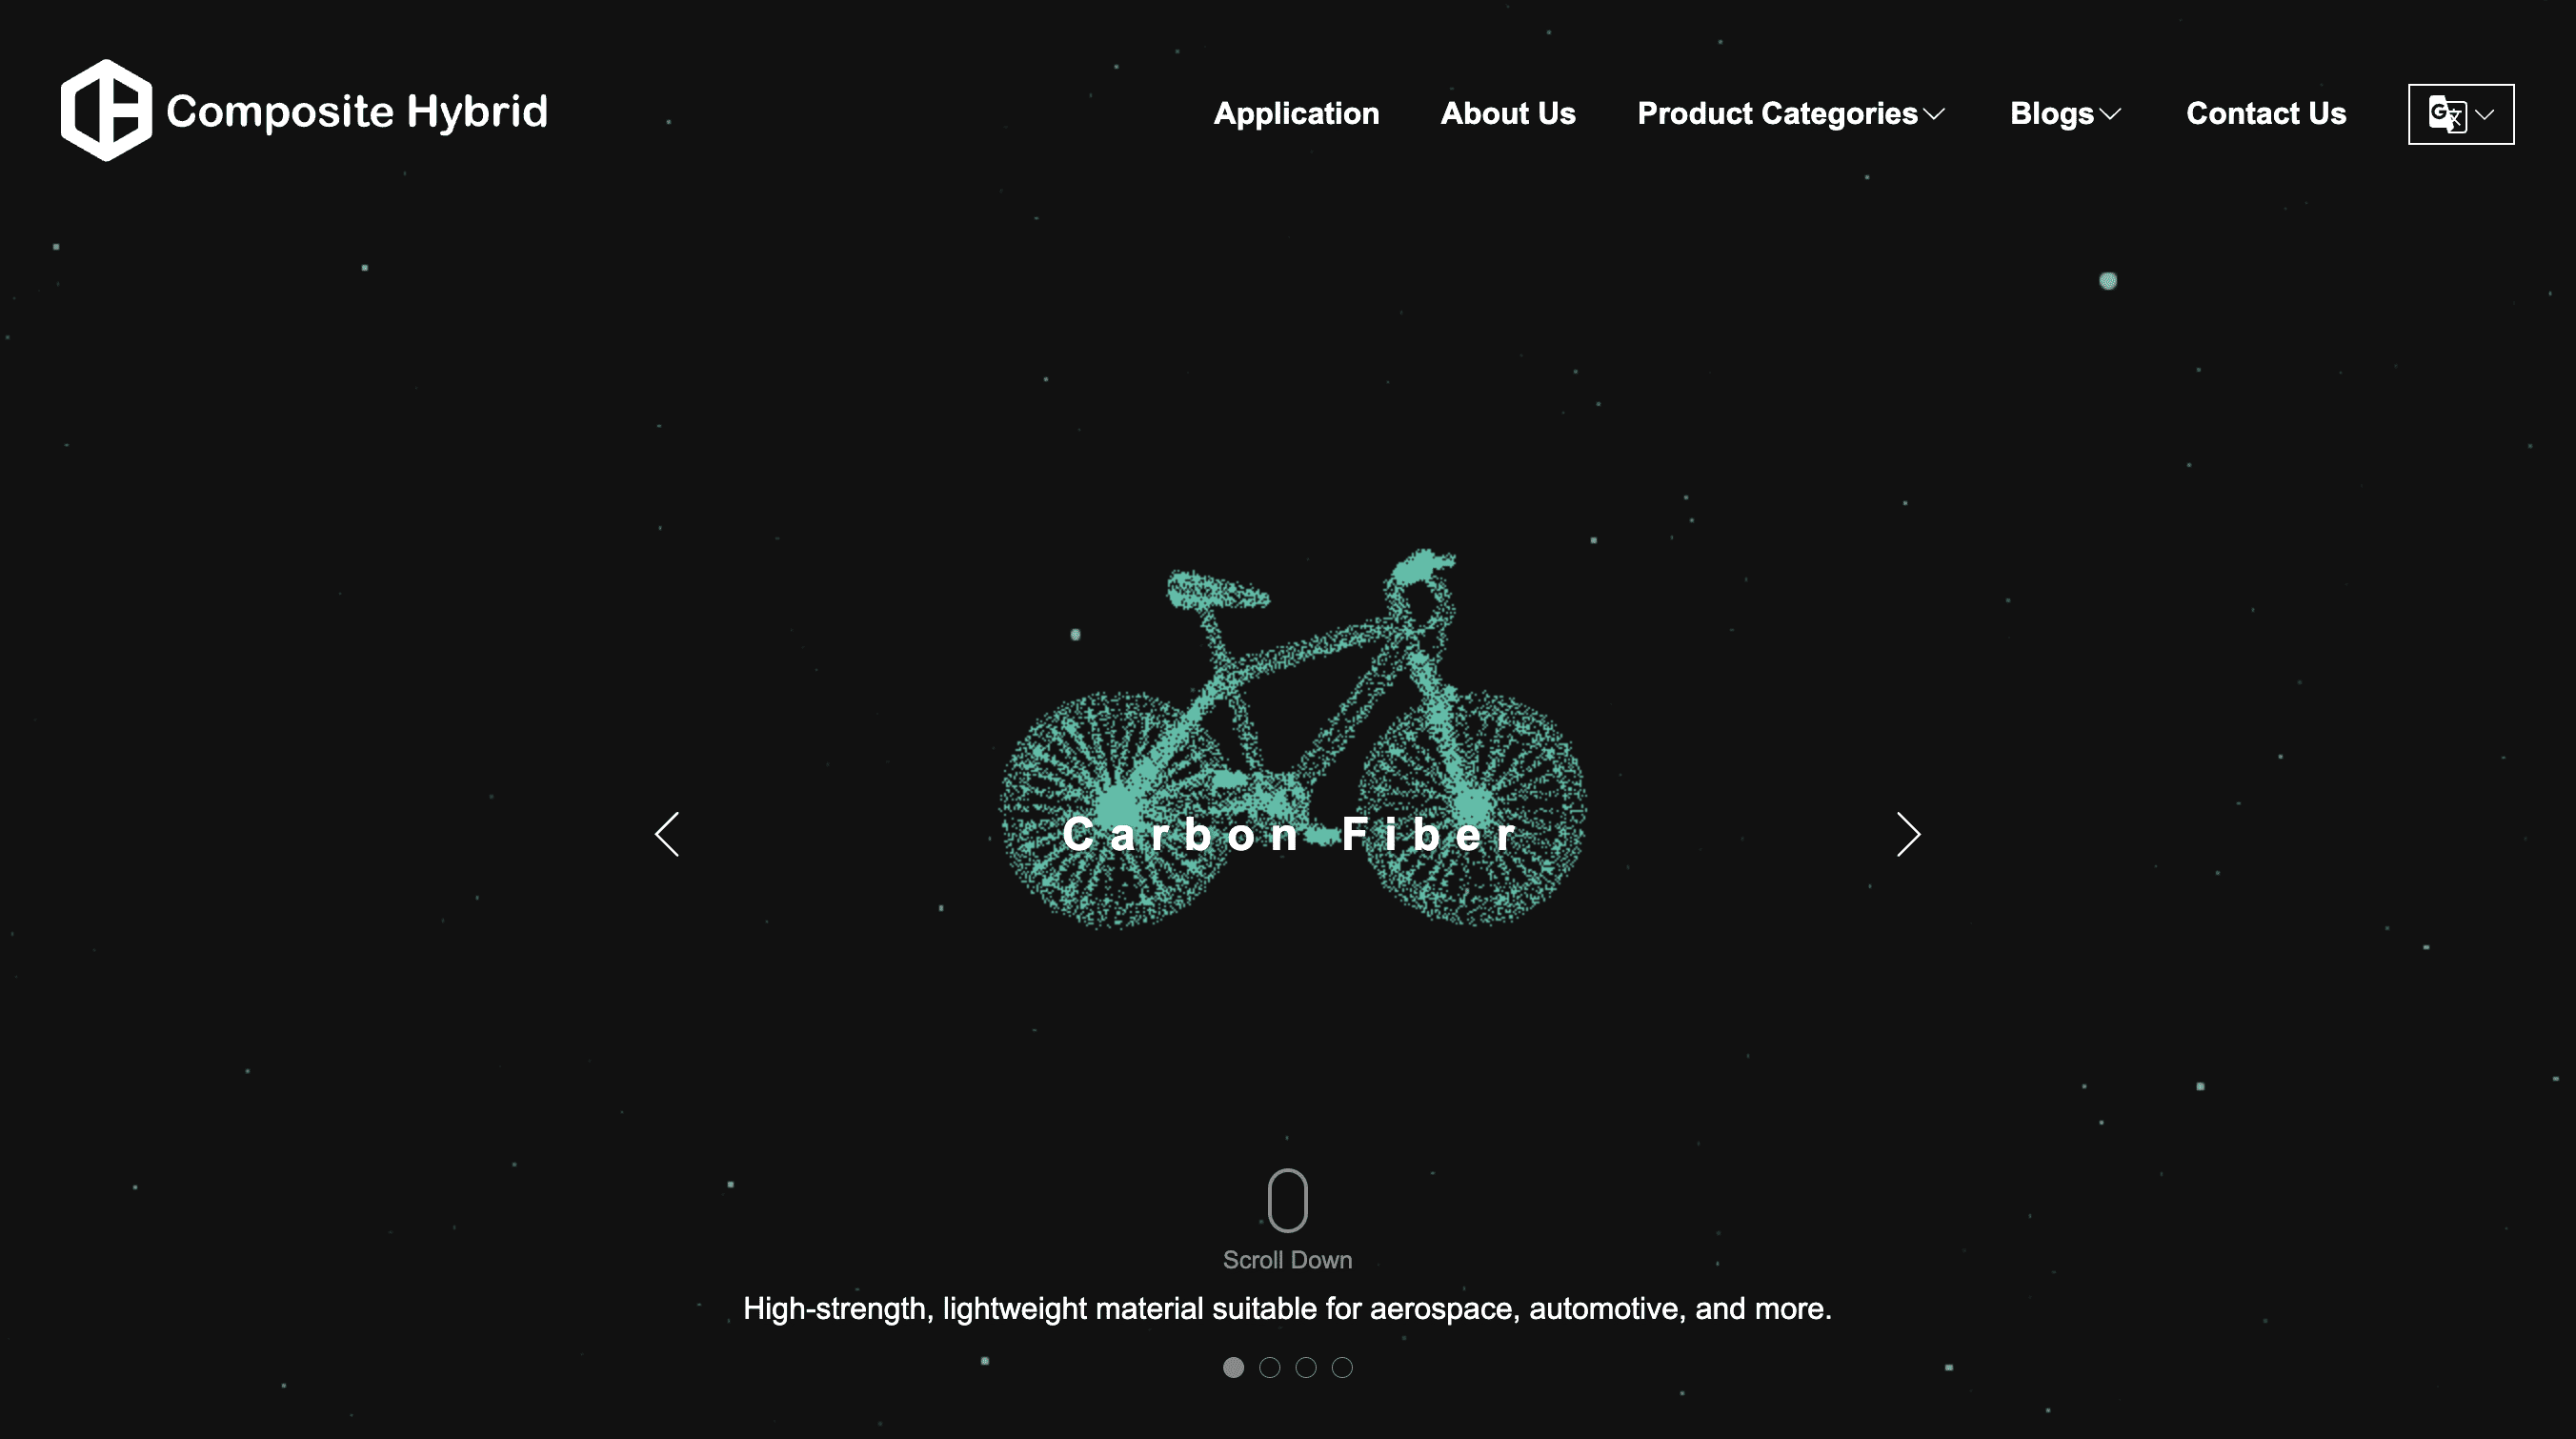 Composite Hybrid
Application About Us Product Categories Blogs Contact Us
Carbon Fiber
Scroll Down
High-strength, lightweight material suitable for aerospace, automotive, and more.